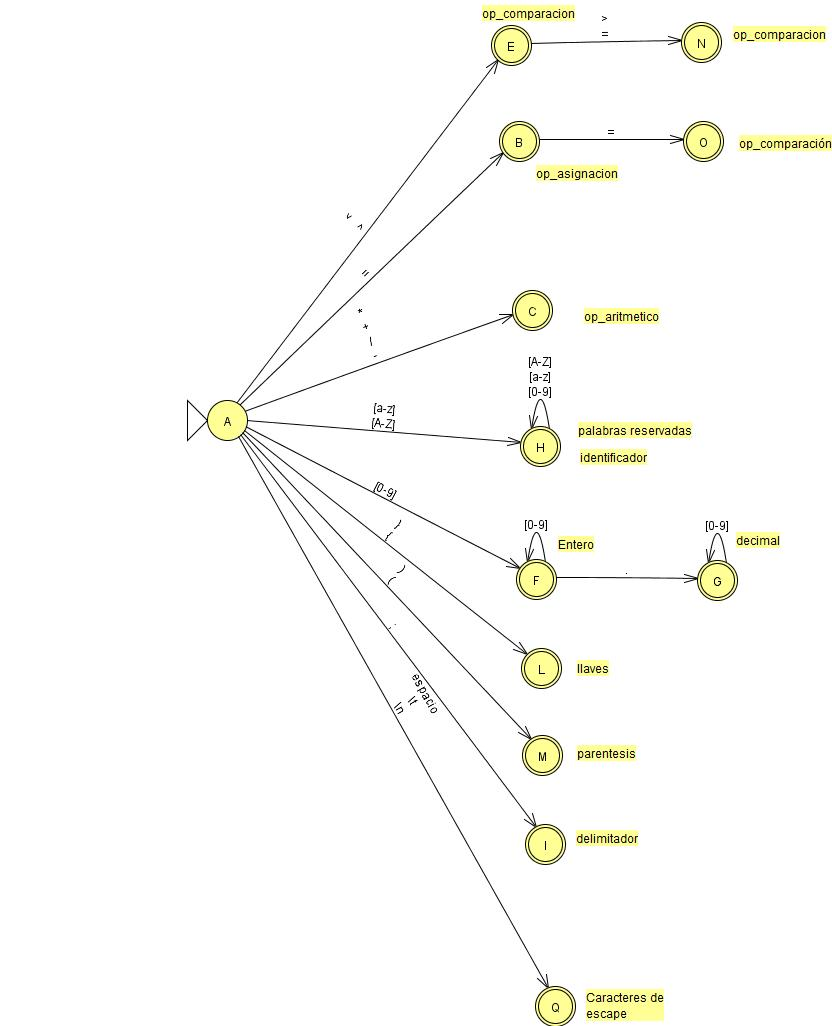 op_comparacion
>
=
E
N
op_comparacion
=
B
O
op_comparación
op_asignacion
< >
=
*
+
/
-
C
op_aritmetico
[A-Z]
[a-z]
[0-9]
[a-z]
[A-Z]
A
H
palabras reservadas
identificador
[0-9]
[0-9]
[0-9]
Entero
decimal
.
F
G
}
{
)
(
L
llaves
espacio
\t
\n
M
parentesis
I
delimitador
Q
Caracteres de
escape